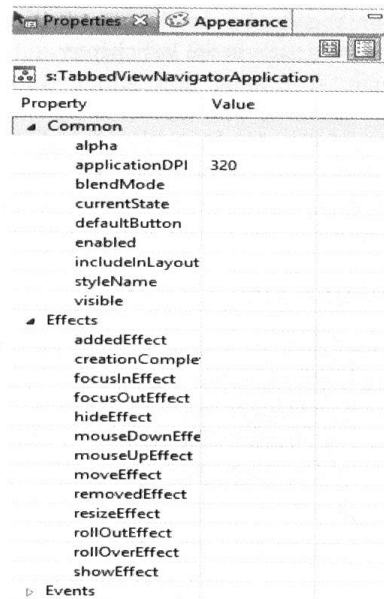 Properties Appearance
s:TabbedViewNavigatorApplication
Property Value
Common
alpha
applicationDPI 320
blendMode
currentState
defaultButton
enabled
includeInLayout
styleName
visible
Effects
addedEffect
creationComple
focusInEffect
focusOutEffect
hideEffect
mouseDownEffe
mouseUpEffect
moveEffect
removedEffect
resizeEffect
rollOutEffect
rollOverEffect
showEffect
Events